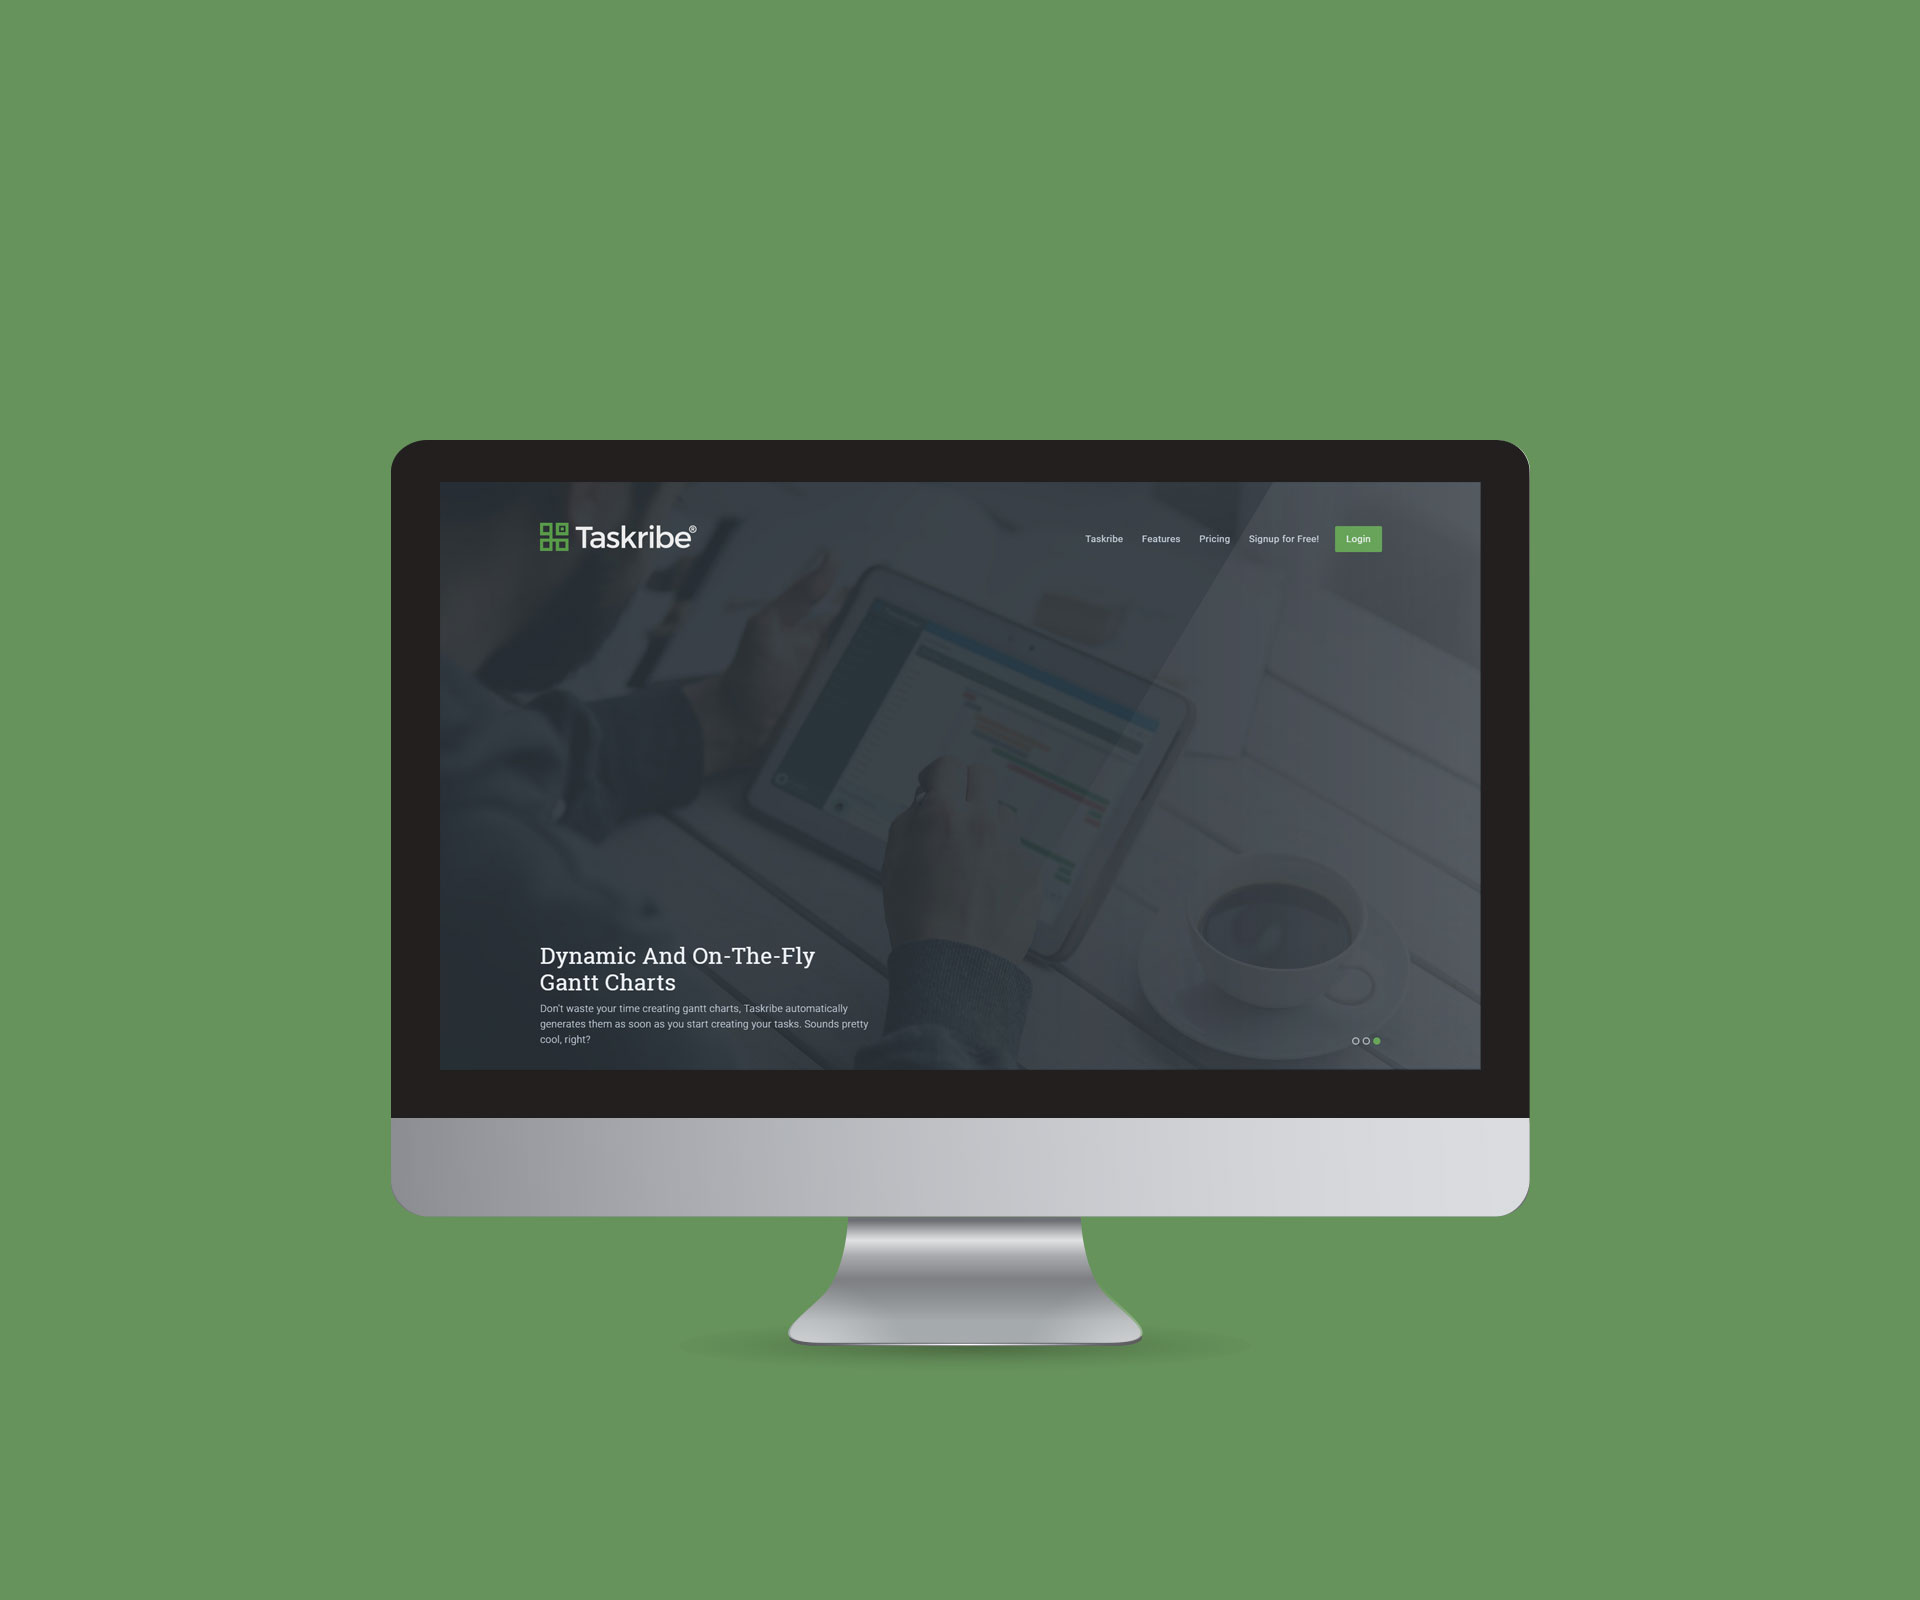 Taskribe®
Taskribe Features Pricing Signup for Free! Login
Dynamic And On-The-Fly
Gantt Charts
Don't waste your time creating gantt charts, Taskribe automatically
generates them as soon as you start creating your tasks. Sounds pretty
cool, right?